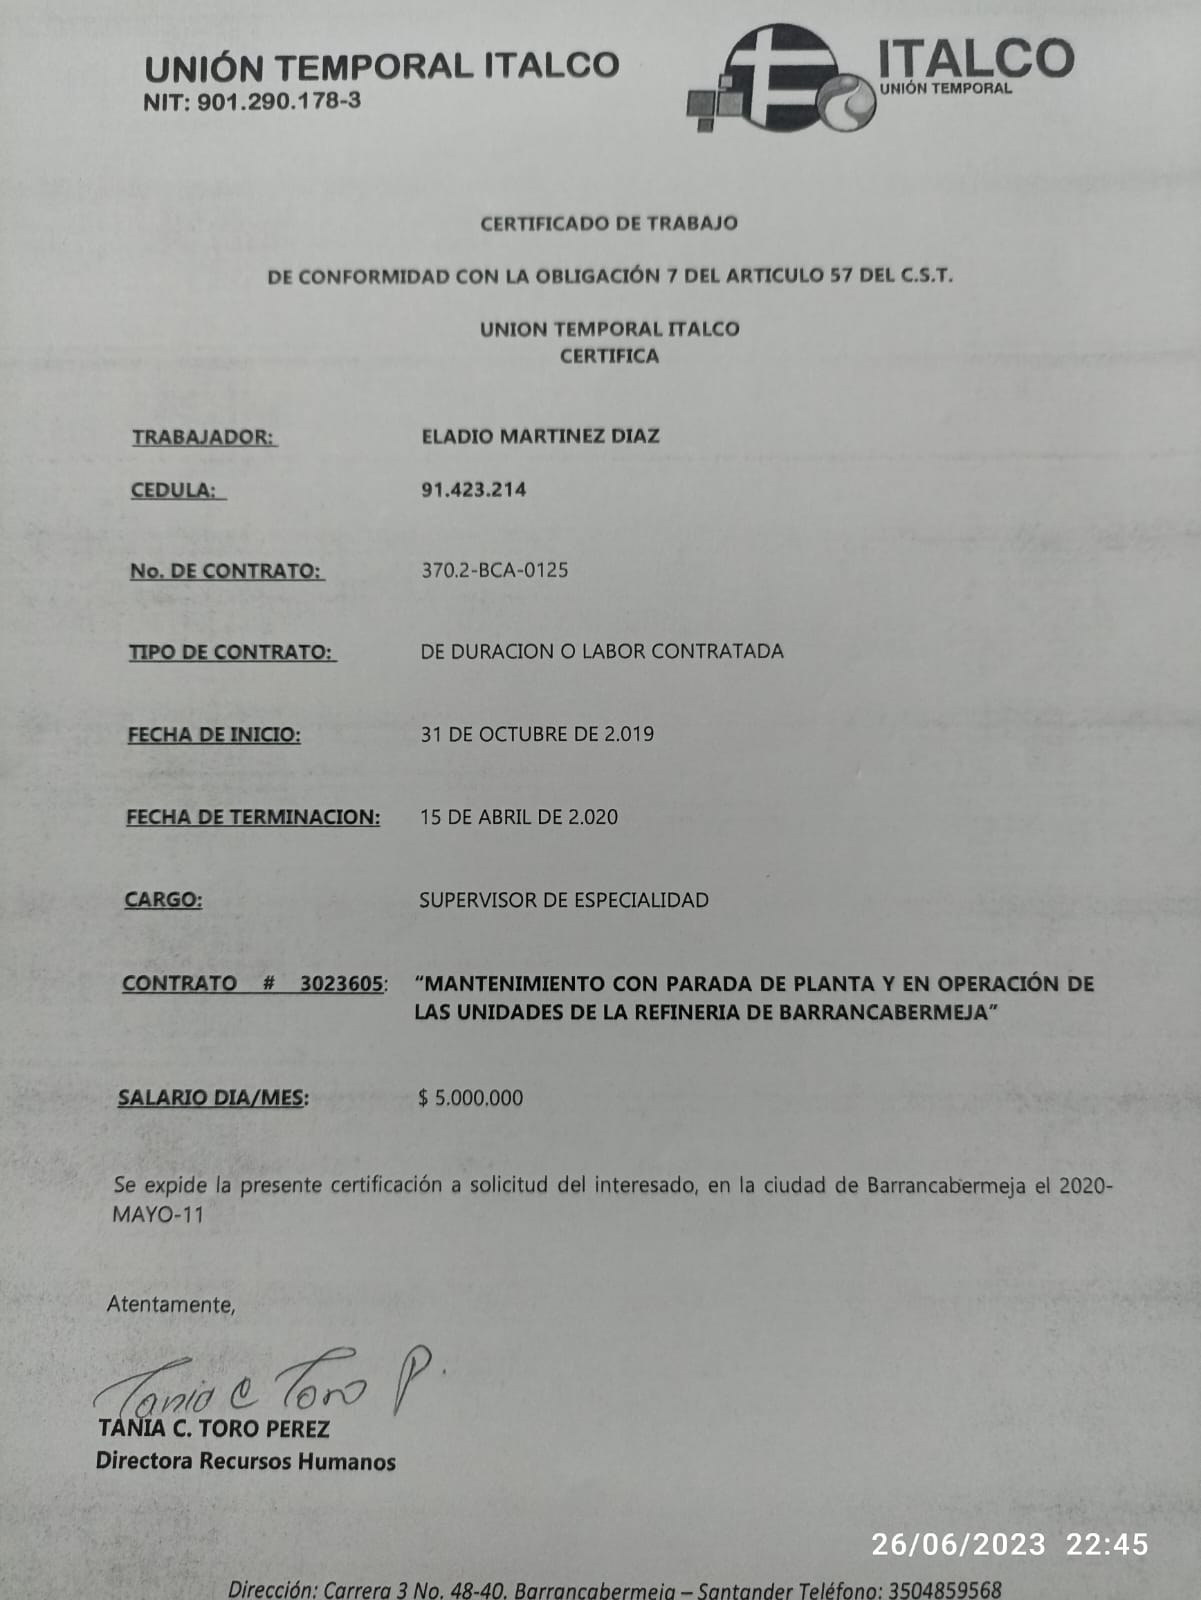 UNIÓN TEMPORAL ITALCO
NIT: 901.290.178-3
ITALCO
UNIÓN TEMPORAL
CERTIFICADO DE TRABAJO
DE CONFORMIDAD CON LA OBLIGACIÓN 7 DEL ARTICULO 57 DEL C.S.T.
UNION TEMPORAL ITALCO
CERTIFICA
TRABAJADOR: ELADIO MARTINEZ DIAZ
CEDULA: 91.423.214
No. DE CONTRATO: 370.2-BCA-0125
TIPO DE CONTRATO: DE DURACION O LABOR CONTRATADA
FECHA DE INICIO: 31 DE OCTUBRE DE 2.019
FECHA DE TERMINACION: 15 DE ABRIL DE 2.020
CARGO: SUPERVISOR DE ESPECIALIDAD
CONTRATO # 3023605: “MANTENIMIENTO CON PARADA DE PLANTA Y EN OPERACIÓN DE
LAS UNIDADES DE LA REFINERIA DE BARRANCABERMEJA”
SALARIO DIA/MES: $ 5.000.000
Se expide la presente certificación a solicitud del interesado, en la ciudad de Barrancabermeja el 2020-
MAYO-11
Atentamente,
Tania C Toro P.
TANIA C. TORO PEREZ
Directora Recursos Humanos
26/06/2023 22:45
Dirección: Carrera 3 No. 48-40. Barrancabermeja – Santander Teléfono: 3504859568